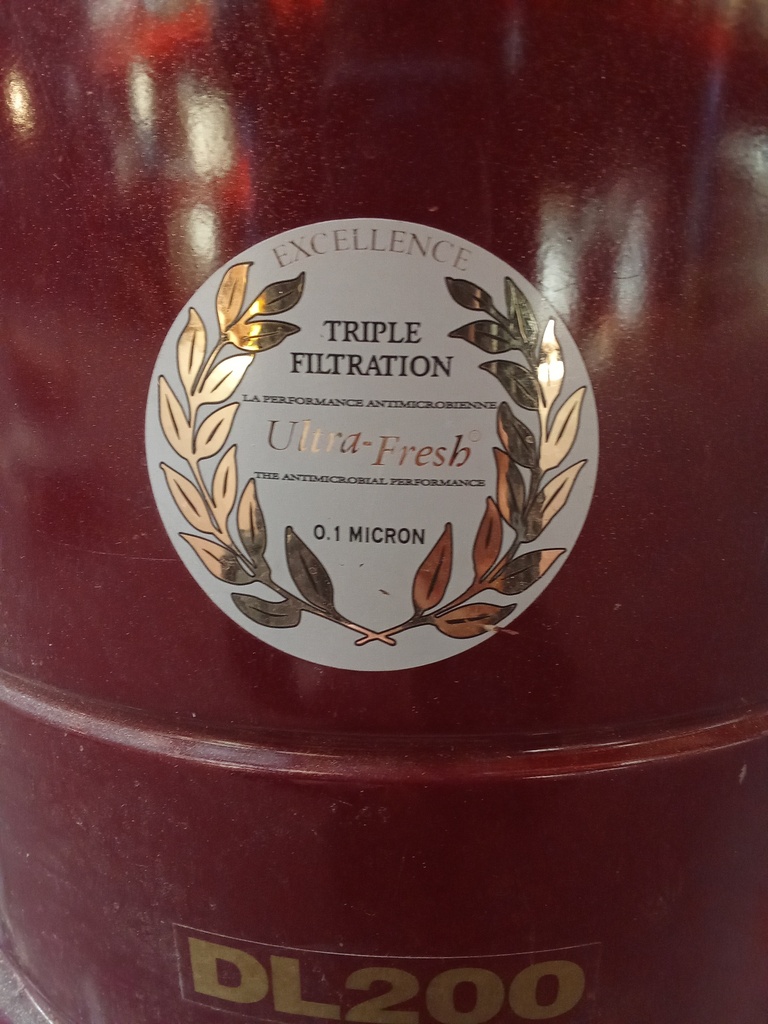 EXCELLENCE
TRIPLE
FILTRATION
LA PERFORMANCE ANTIMICROBIENNE
Ultra-Fresh
THE ANTIMICROBIAL PERFORMANCE
0.1 MICRON
DL200